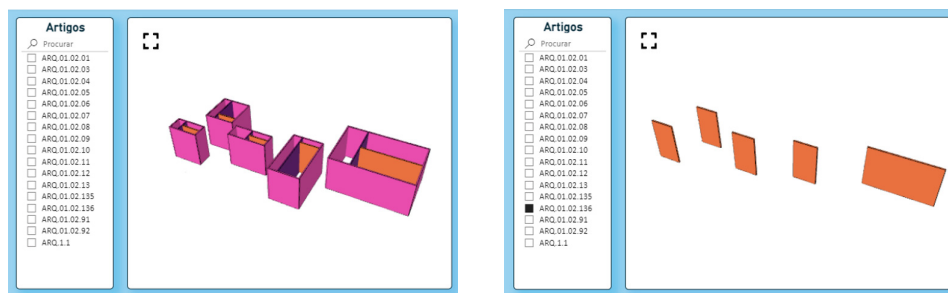 Artigos
Procurar
ARQ.01.02.01
ARQ.01.02.03
ARQ.01.02.04
ARQ.01.02.05
ARQ.01.02.06
ARQ.01.02.07
ARQ.01.02.08
ARQ.01.02.09
ARQ.01.02.10
ARQ.01.02.11
ARQ.01.02.12
ARQ.01.02.13
ARQ.01.02.135
ARQ.01.02.136
ARQ.01.02.91
ARQ.01.02.92
ARQ.1.1
Artigos
Procurar
ARQ.01.02.01
ARQ.01.02.03
ARQ.01.02.04
ARQ.01.02.05
ARQ.01.02.06
ARQ.01.02.07
ARQ.01.02.08
ARQ.01.02.09
ARQ.01.02.10
ARQ.01.02.11
ARQ.01.02.12
ARQ.01.02.13
ARQ.01.02.135
ARQ.01.02.136
ARQ.01.02.91
ARQ.01.02.92
ARQ.1.1